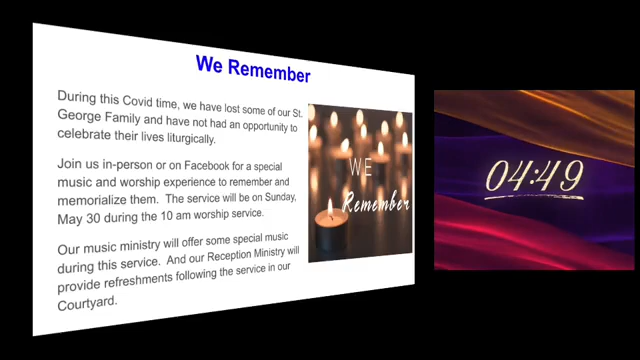 We Remember
During this Covid time, we have lost some of our St.
George Family and have not had an opportunity to
celebrate their lives liturgically.
Join us in-person or on Facebook for a special
music and worship experience to remember and
memorialize them. The service will be on Sunday,
May 30 during the 10 am worship service.
Our music ministry will offer some special music
during this service. And our Reception Ministry will
provide refreshments following the service in our
Courtyard.
WE
Remember
04:49